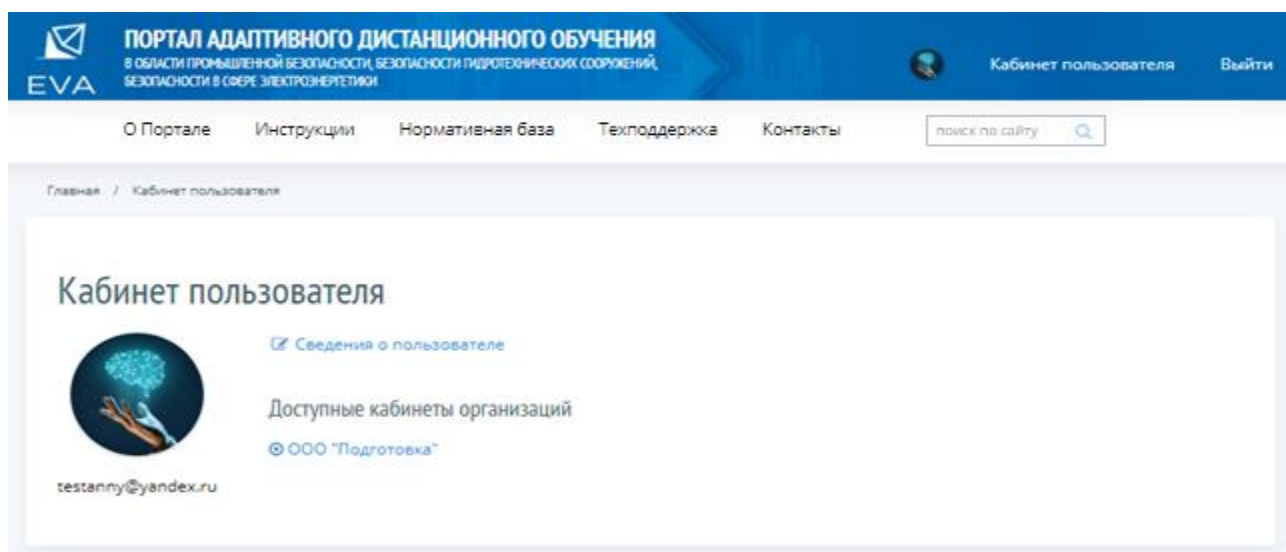 EVA
ПОРТАЛ АДАПТИВНОГО ДИСТАНЦИОННОГО ОБУЧЕНИЯ
В ОБЛАСТИ ПРОМЫШЛЕННОЙ БЕЗОПАСНОСТИ, БЕЗОПАСНОСТИ ГИДРОТЕХНИЧЕСКИХ СООРУЖЕНИЙ,
БЕЗОПАСНОСТИ В СФЕРЕ ЭЛЕКТРОЭНЕРГЕТИКИ
Кабинет пользователя Выйти
О Портале Инструкции Нормативная база Техподдержка Контакты поиск по сайту
Главная / Кабинет пользователя
Кабинет пользователя
Сведения о пользователе
Доступные кабинеты организаций
ООО "Подготовка"
testanny@yandex.ru